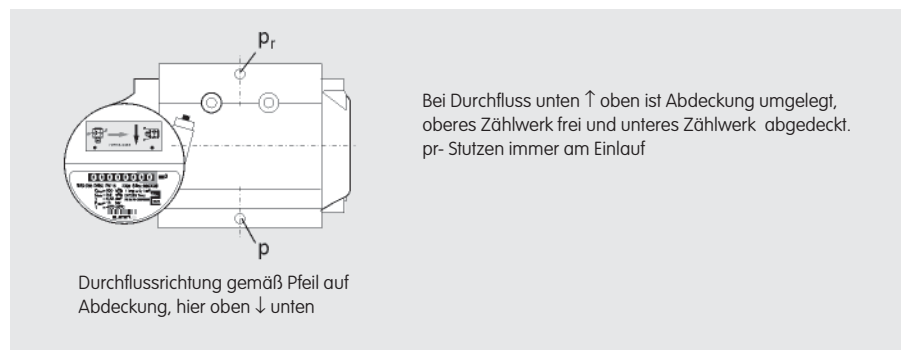 pr
Bei Durchfluss unten ↑ oben ist Abdeckung umgelegt,
oberes Zählwerk frei und unteres Zählwerk abgedeckt.
pr- Stutzen immer am Einlauf
p
Durchflussrichtung gemäß Pfeil auf
Abdeckung, hier oben ↓ unten